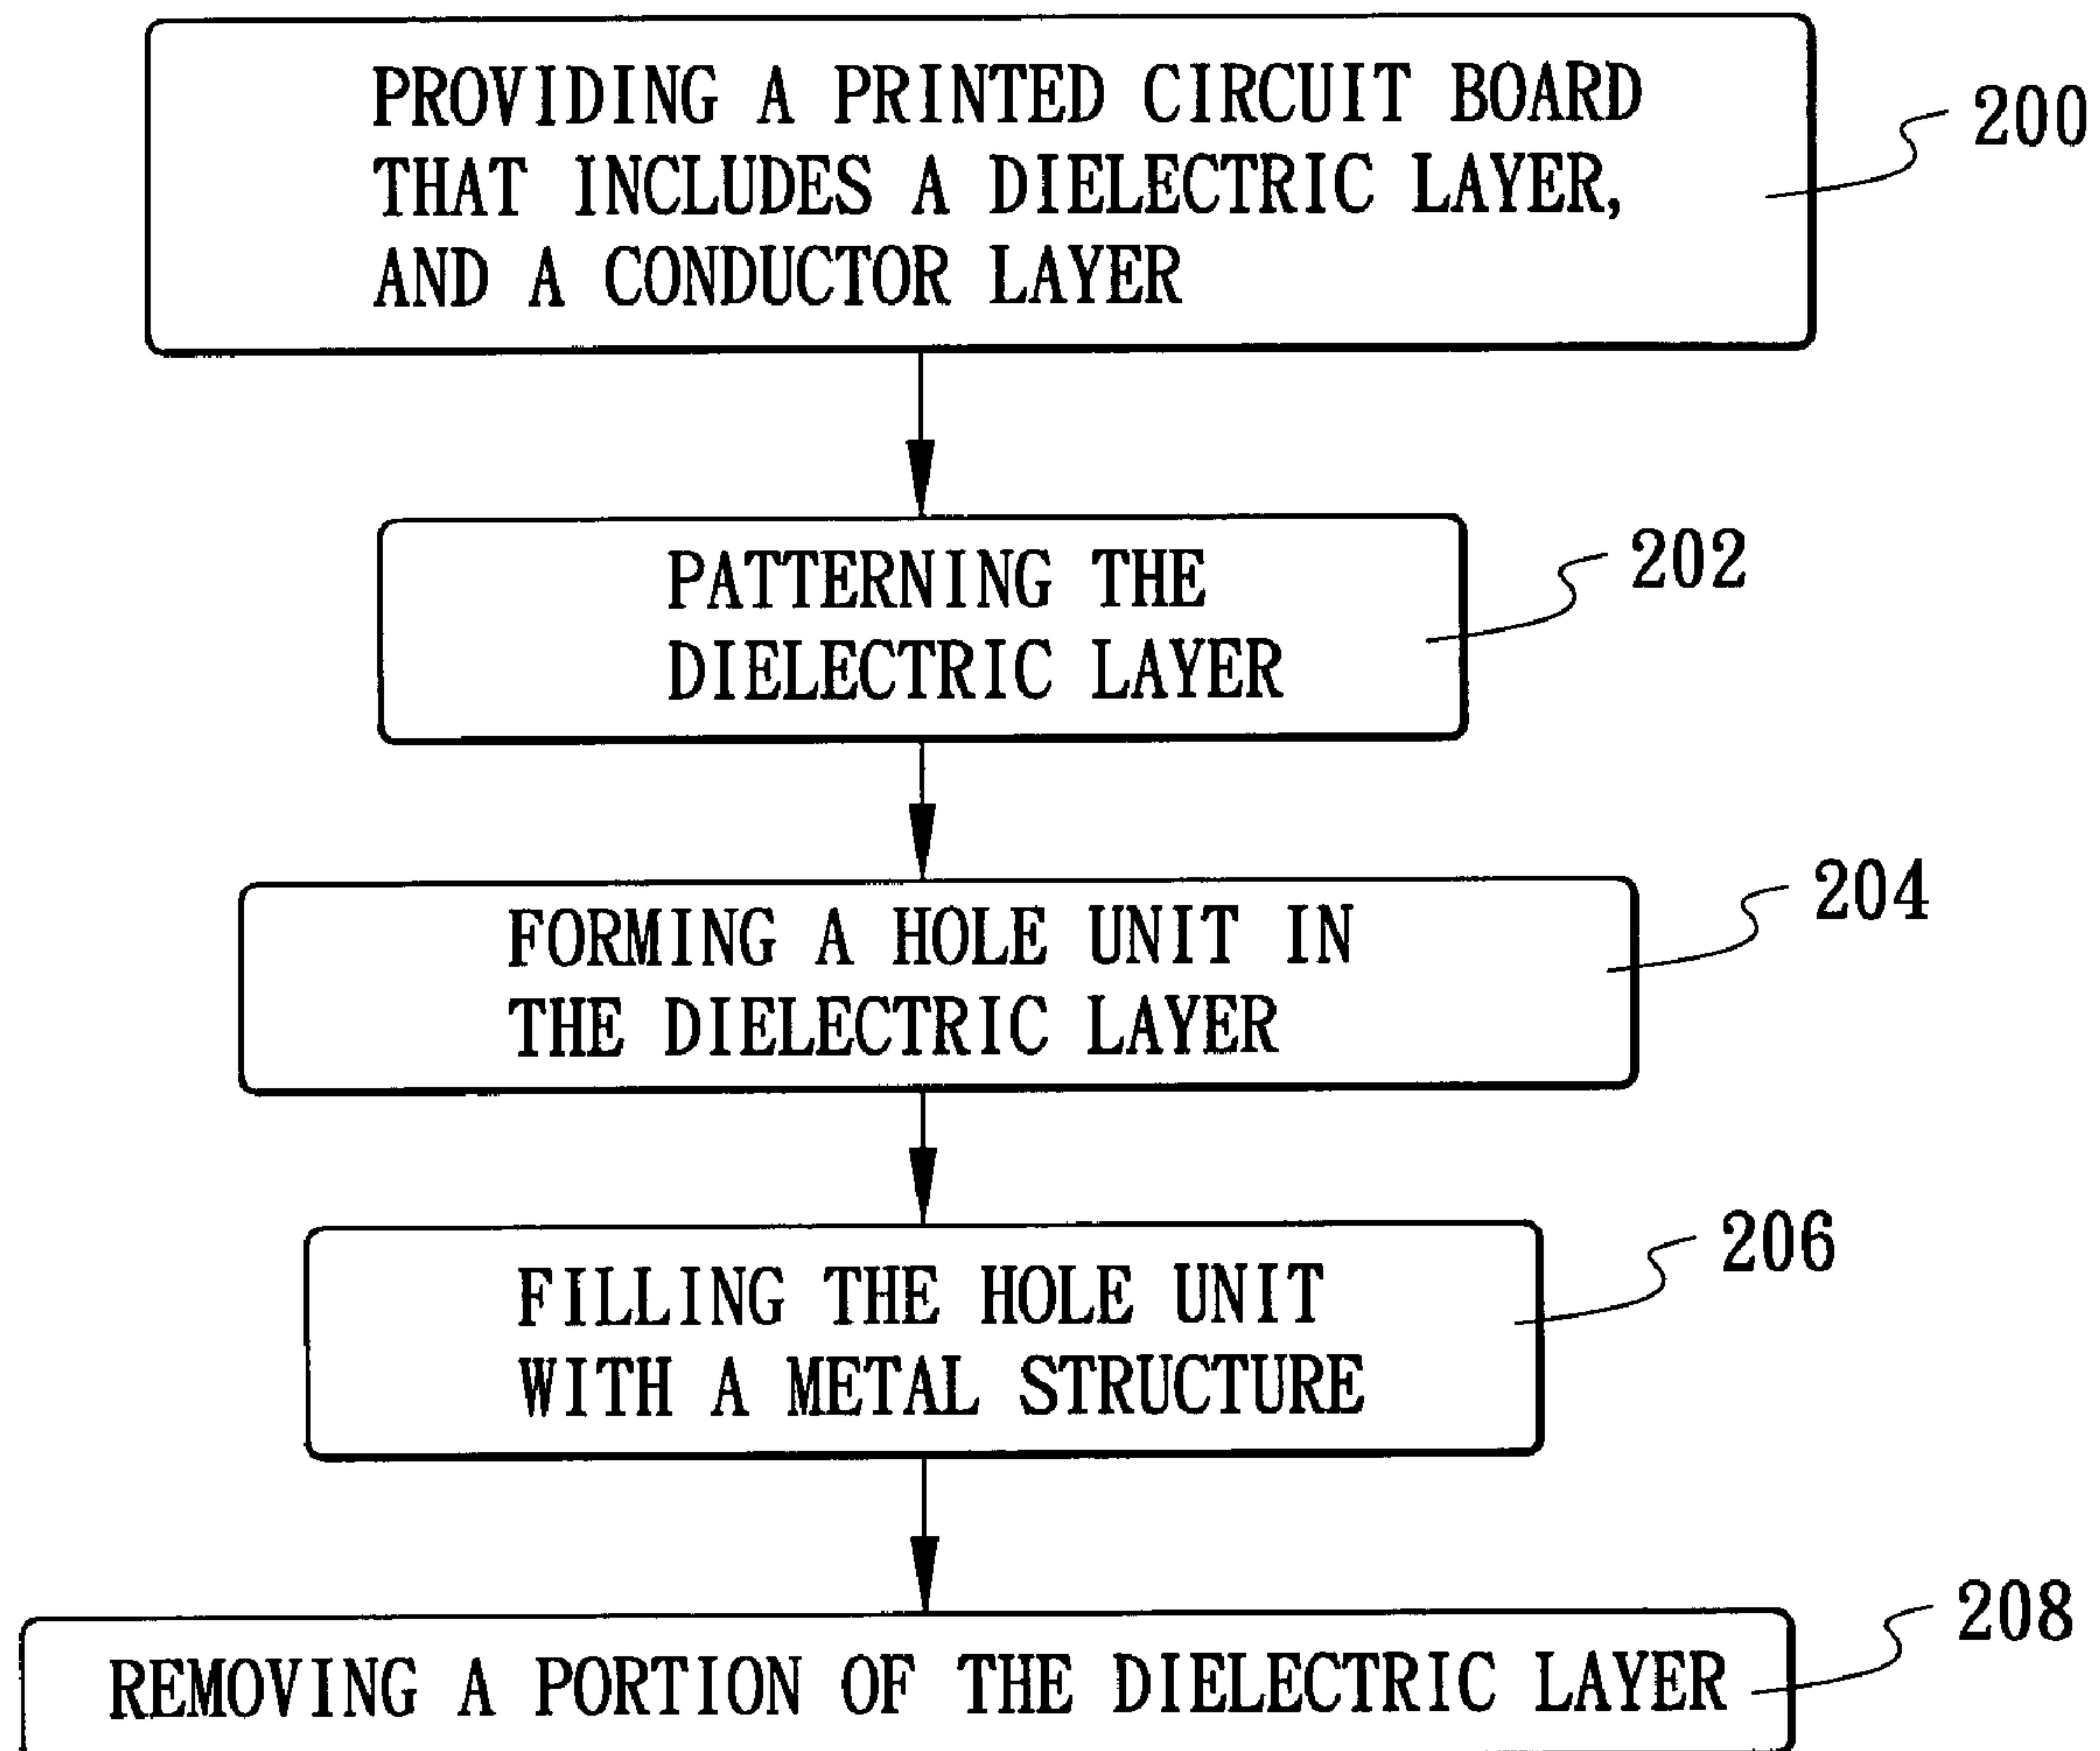 PROVIDING A PRINTED CIRCUIT BOARD
THAT INCLUDES A DIELECTRIC LAYER,
AND A CONDUCTOR LAYER
200
PATTERNING THE
DIELECTRIC LAYER
202
FORMING A HOLE UNIT IN
THE DIELECTRIC LAYER
204
FILLING THE HOLE UNIT
WITH A METAL STRUCTURE
206
REMOVING A PORTION OF THE DIELECTRIC LAYER
208